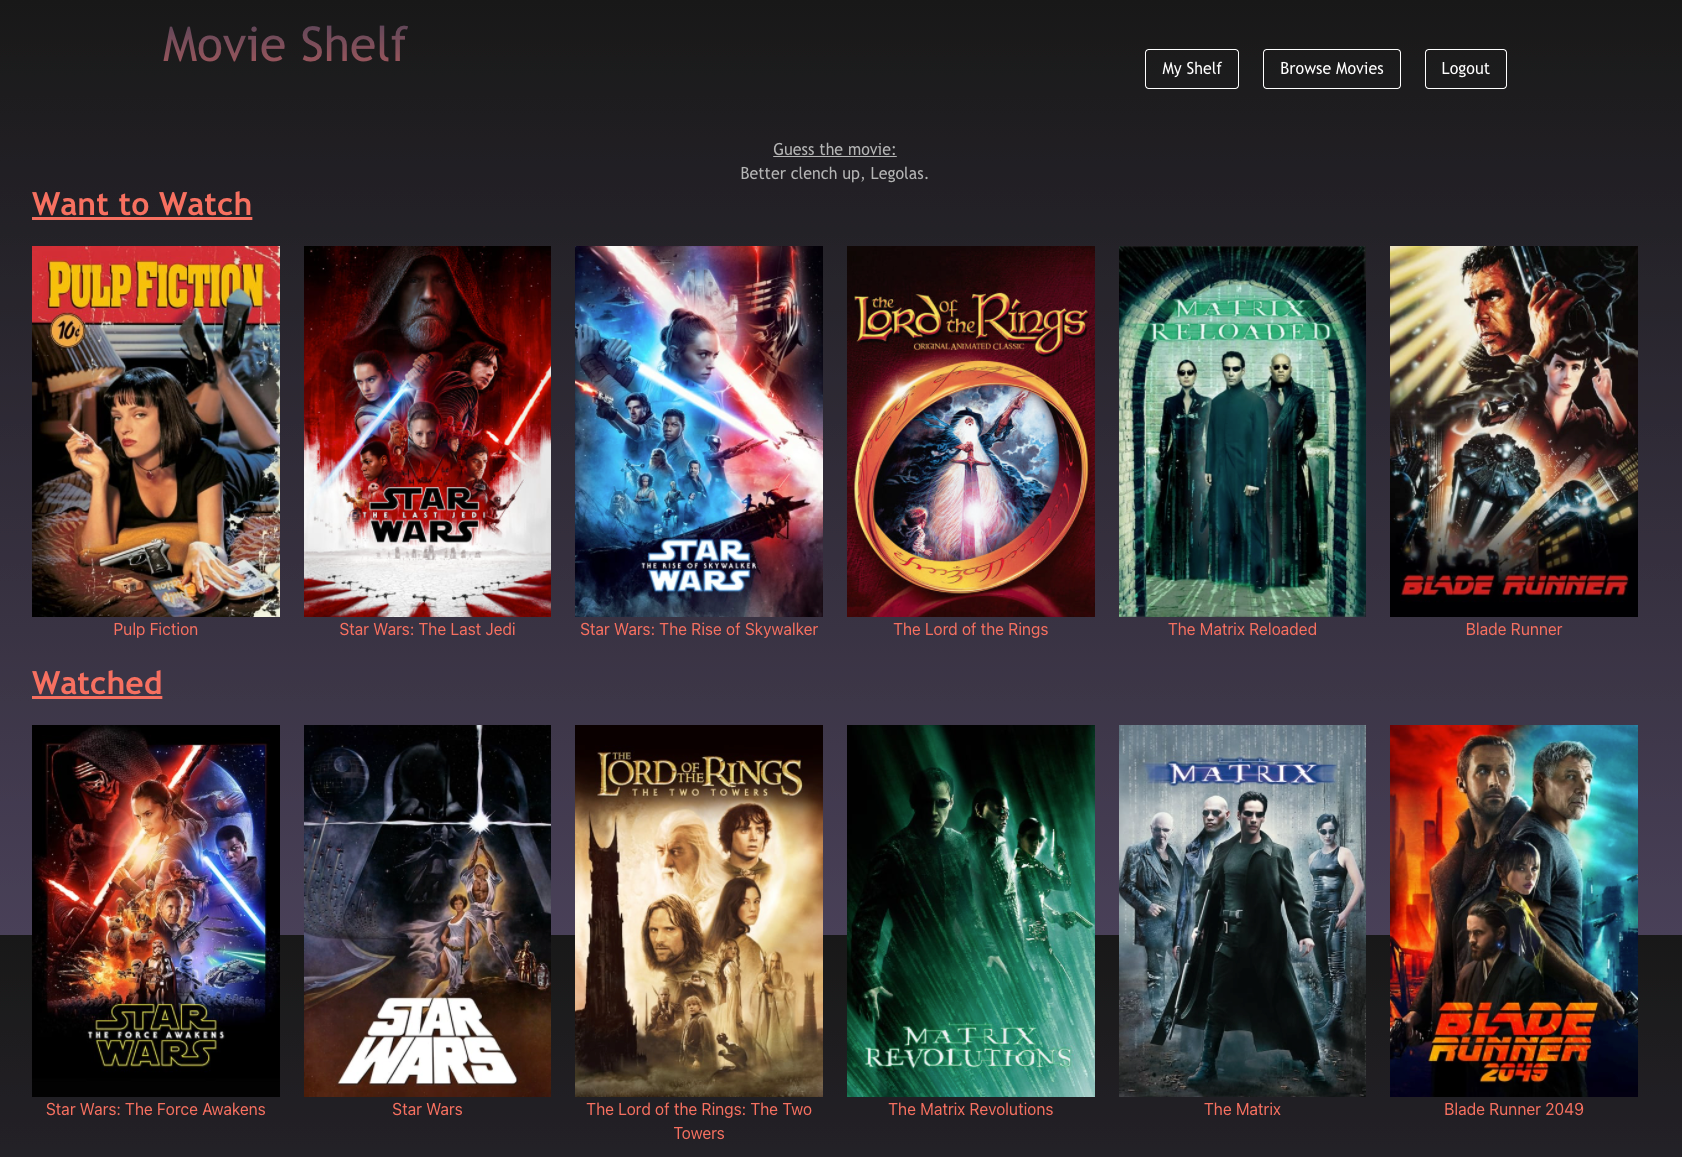 Movie Shelf
My Shelf
Browse Movies
Logout
Guess the movie:
Better clench up, Legolas.
Want to Watch
PULP FICTION
10¢
STAR
THE LAST JEDI
WARS
STAR
THE RISE OF SKYWALKER
WARS
the
Lord of
the Rings
ORIGINAL ANIMATED CLASSIC
MATRIX
RELOADED
BLADE RUNNER
Pulp Fiction
Star Wars: The Last Jedi
Star Wars: The Rise of Skywalker
The Lord of the Rings
The Matrix Reloaded
Blade Runner
Watched
STAR
THE FORCE AWAKENS
WARS
STAR
WARS
THE
LORD OF
THE RINGS
THE TWO TOWERS
MATRIX
REVOLUTIONS
MATRIX
BLADE
RUNNER
2049
Star Wars: The Force Awakens
Star Wars
The Lord of the Rings: The Two
Towers
The Matrix Revolutions
The Matrix
Blade Runner 2049